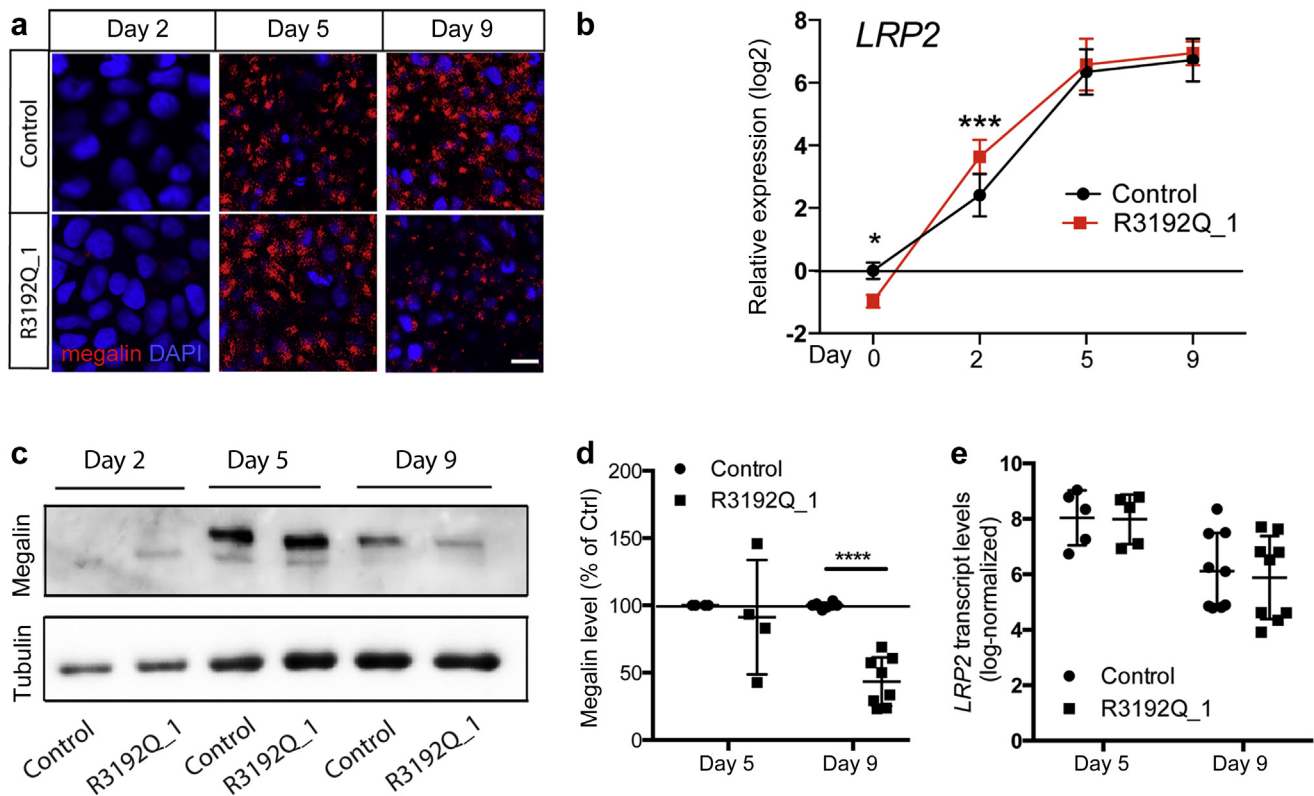 a
Day 2
Day 5
Day 9
Control
R3192Q_1
megalin DAPI
b
LRP2
Relative expression (log2)
8
6
4
2
0
-2
*
***
Control
R3192Q_1
Day
0
2
5
9
c
Day 2
Day 5
Day 9
Megalin
Tubulin
Control
R3192Q_1
Control
R3192Q_1
Control
R3192Q_1
d
Megalin level (% of Ctrl)
200
150
100
50
0
Control
R3192Q_1
****
Day 5
Day 9
e
LRP2 transcript levels
(log-normalized)
10
8
6
4
2
0
Control
R3192Q_1
Day 5
Day 9